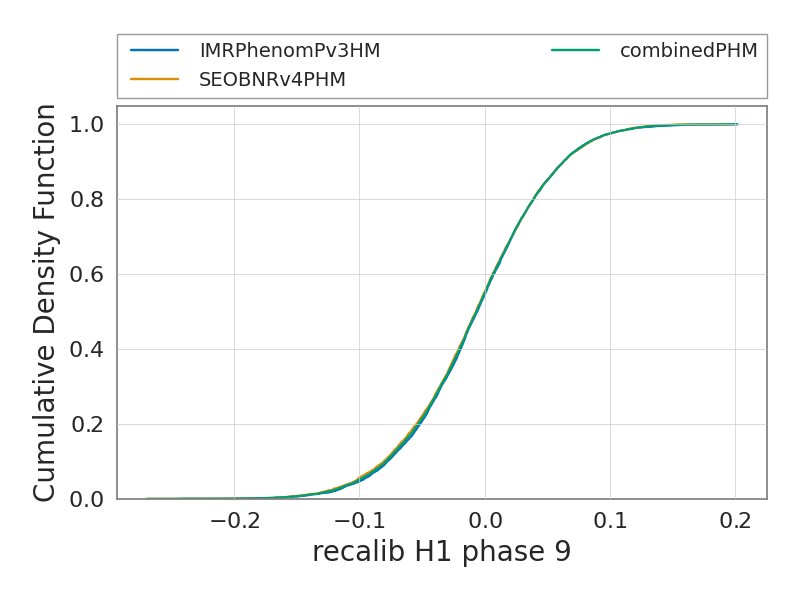 IMRPhenomPv3HM
SEOBNRv4PHM
combinedPHM
Cumulative Density Function
1.0
0.8
0.6
0.4
0.2
0.0
−0.2 −0.1 0.0 0.1 0.2
recalib H1 phase 9